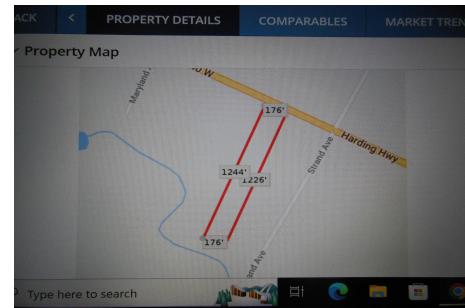 ACK < PROPERTY DETAILS COMPARABLES MARKET TREN
Property Map
Maryland
W
176'
Harding Hwy
Strand Ave
1244'
1226'
176'
and Ave
Type here to search